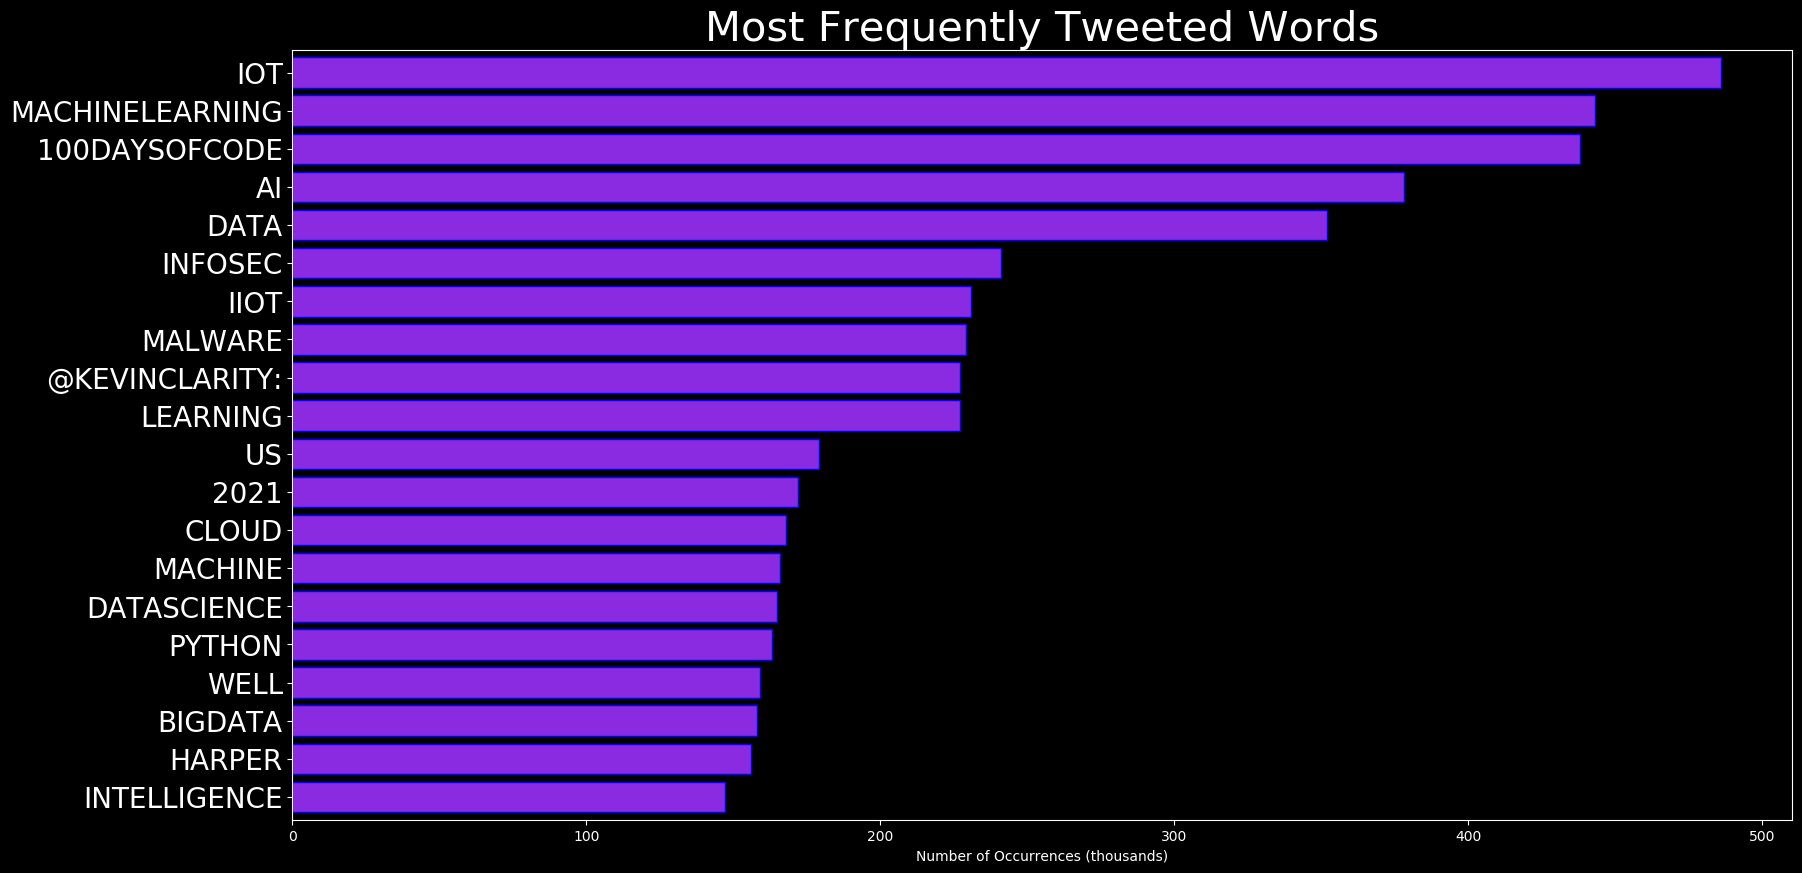 Most Frequently Tweeted Words
IOT
MACHINELEARNING
100DAYSOFCODE
AI
DATA
INFOSEC
IIOT
MALWARE
@KEVINCLARITY:
LEARNING
US
2021
CLOUD
MACHINE
DATASCIENCE
PYTHON
WELL
BIGDATA
HARPER
INTELLIGENCE
0 100 200 300 400 500
Number of Occurrences (thousands)